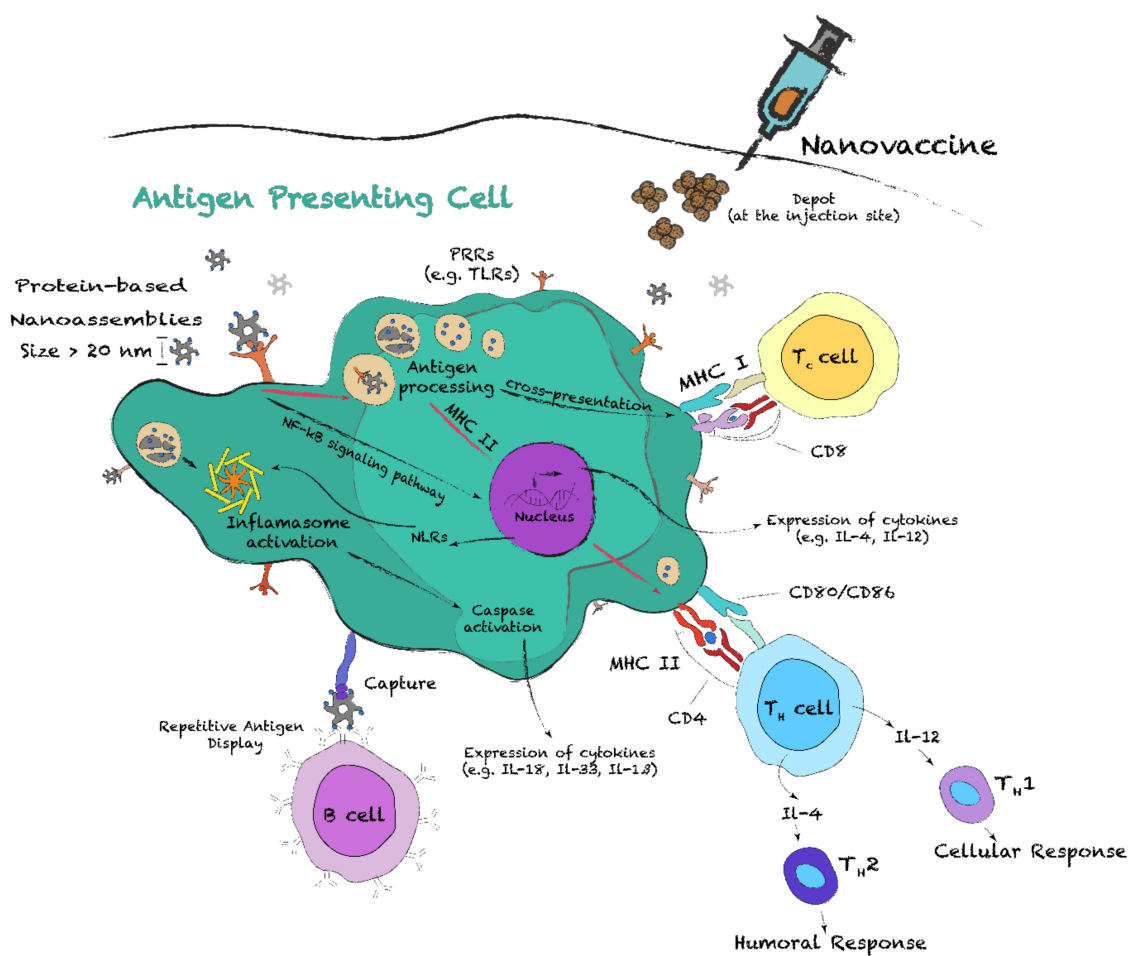 Nanovaccine
Depot
(at the injection site)
Antigen Presenting Cell
PRRs
(e.g. TLRs)
Protein-based
Nanoassemblies
Size > 20 nm
Antigen
processing
cross-presentation
MHC I
Tc cell
CD8
MHC II
NF-kB signaling pathway
Nucleus
Inflamasome
activation
NLRs
Expression of cytokines
(e.g. IL-4, Il-12)
Caspase
activation
CD80/CD86
MHC II
CD4
TH cell
Capture
Repetitive Antigen
Display
B cell
Expression of cytokines
(e.g. IL-18, Il-33, Il-1β)
Il-12
TH1
Cellular Response
Il-4
TH2
Humoral Response